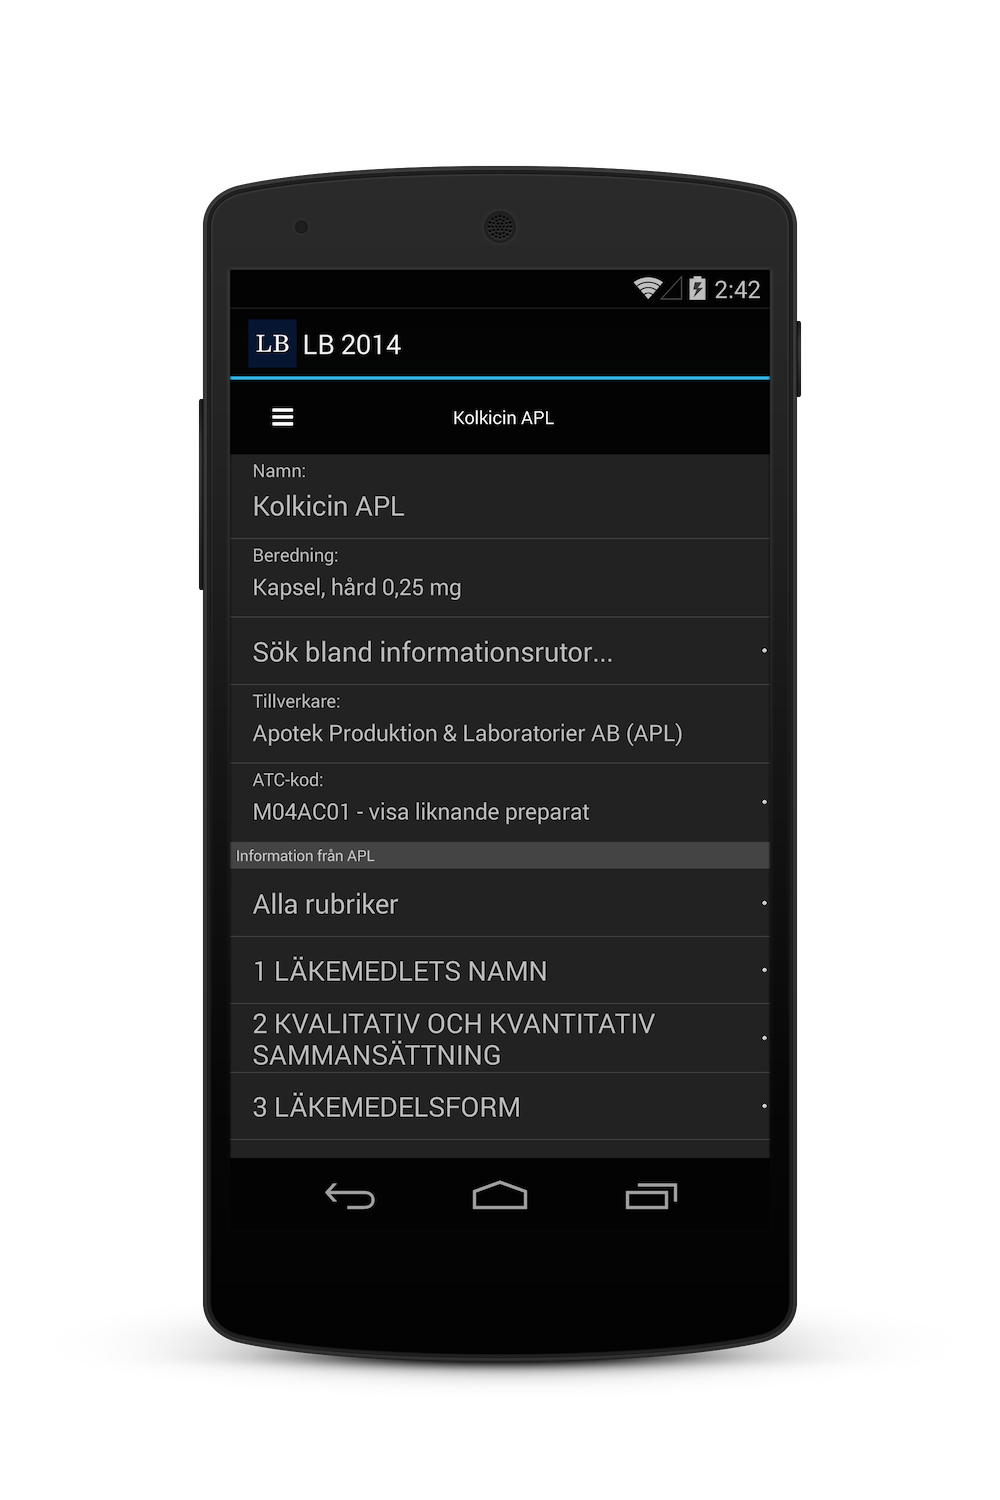 2:42
LB LB 2014
Kolkicin APL
Namn:
Kolkicin APL
Beredning:
Kapsel, hård 0,25 mg
Sök bland informationsrutor...
Tillverkare:
Apotek Produktion & Laboratorier AB (APL)
ATC-kod:
M04AC01 - visa liknande preparat
Information från APL
Alla rubriker
1 LÄKEMEDLETS NAMN
2 KVALITATIV OCH KVANTITATIV
SAMMANSÄTTNING
3 LÄKEMEDELSFORM